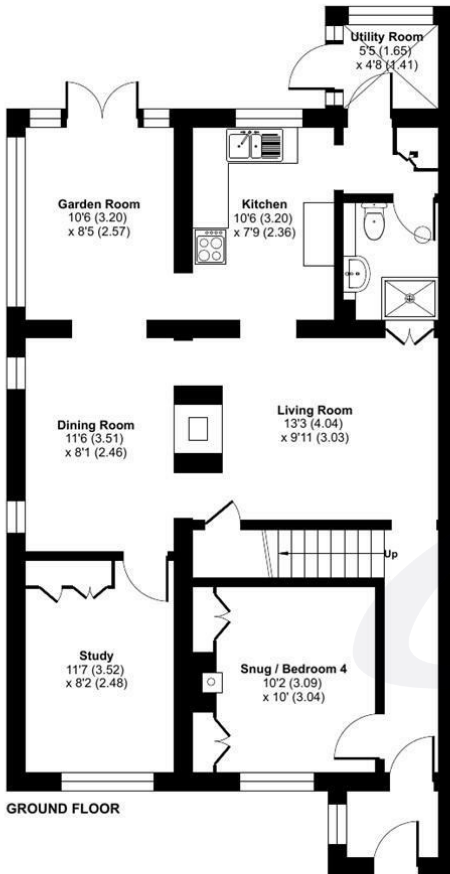 Utility Room
5'5 (1.65)
x 4'8 (1.41)
Garden Room
10'6 (3.20)
x 8'5 (2.57)
Kitchen
10'6 (3.20)
x 7'9 (2.36)
Dining Room
11'6 (3.51)
x 8'1 (2.46)
Living Room
13'3 (4.04)
x 9'11 (3.03)
Up
Study
11'7 (3.52)
x 8'2 (2.48)
Snug / Bedroom 4
10'2 (3.09)
x 10' (3.04)
GROUND FLOOR